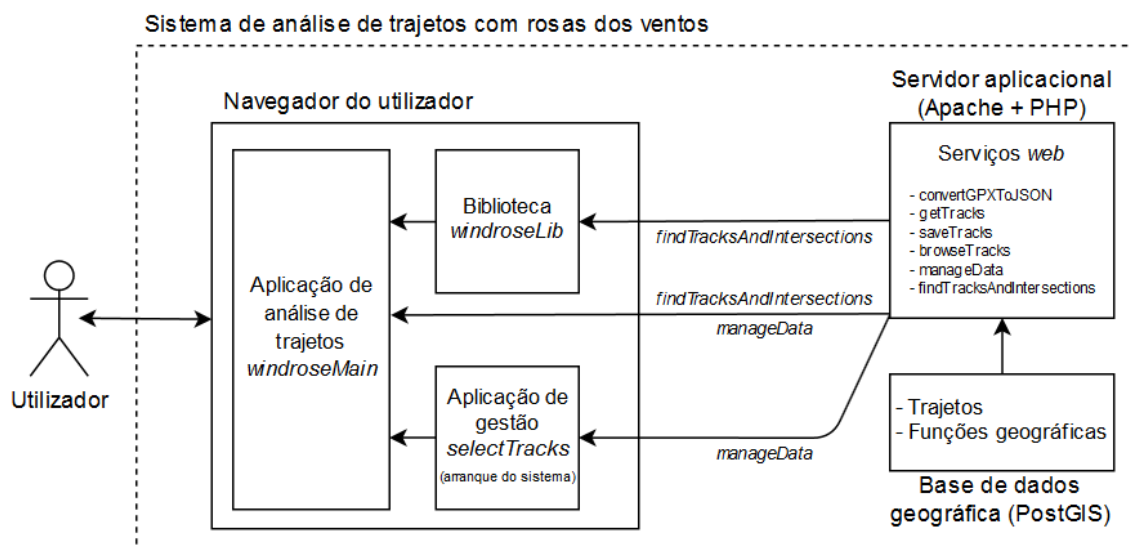 Sistema de análise de trajetos com rosas dos ventos
Navegador do utilizador
Servidor aplicacional
(Apache + PHP)
Utilizador
Aplicação de
análise de
trajetos
windroseMain
Biblioteca
windroseLib
Aplicação de
gestão
selectTracks
(arranque do sistema)
findTracksAndIntersections
findTracksAndIntersections
manageData
manageData
Serviços web
- convertGPXToJSON
- getTracks
- saveTracks
- browseTracks
- manageData
- findTracksAndIntersections
- Trajetos
- Funções geográficas
Base de dados
geográfica (PostGIS)